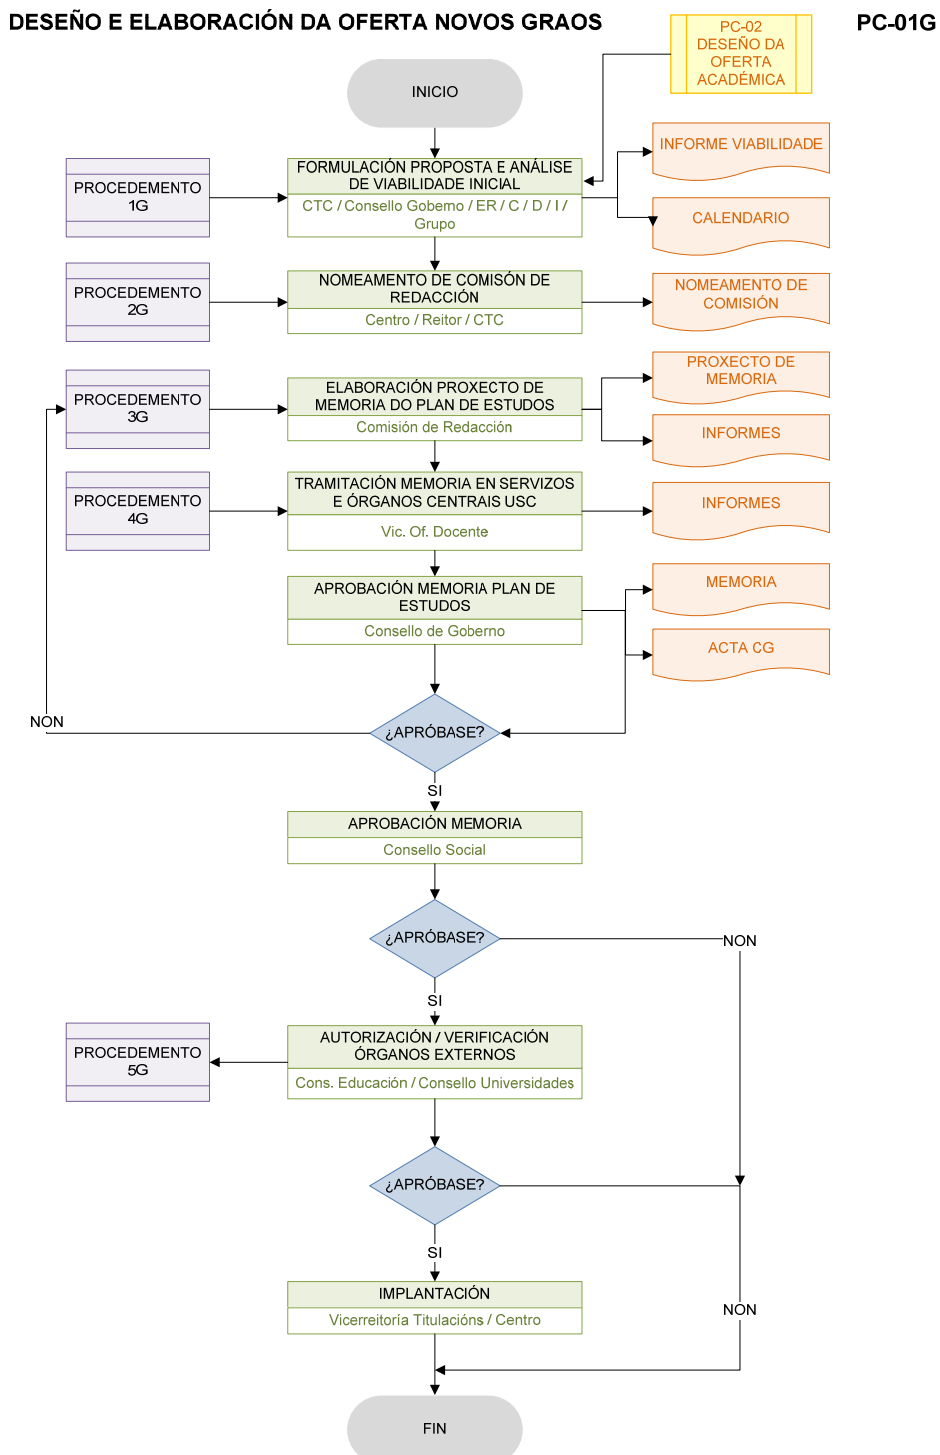 DESEÑO E ELABORACIÓN DA OFERTA NOVOS GRAOS
PC-01G
PC-02
DESEÑO DA
OFERTA
ACADÉMICA
INICIO
PROCEDEMENTO
1G
FORMULACIÓN PROPOSTA E ANÁLISE
DE VIABILIDADE INICIAL
CTC / Consello Goberno / ER / C / D / I /
Grupo
INFORME VIABILIDADE
CALENDARIO
PROCEDEMENTO
2G
NOMEAMENTO DE COMISÓN DE
REDACCIÓN
Centro / Reitor / CTC
NOMEAMENTO DE
COMISIÓN
PROCEDEMENTO
3G
ELABORACIÓN PROXECTO DE
MEMORIA DO PLAN DE ESTUDOS
Comisión de Redacción
PROXECTO DE
MEMORIA
INFORMES
PROCEDEMENTO
4G
TRAMITACIÓN MEMORIA EN SERVIZOS
E ÓRGANOS CENTRAIS USC
Vic. Of. Docente
INFORMES
APROBACIÓN MEMORIA PLAN DE
ESTUDOS
Consello de Goberno
MEMORIA
ACTA CG
NON
¿APRÓBASE?
SI
APROBACIÓN MEMORIA
Consello Social
¿APRÓBASE?
NON
SI
PROCEDEMENTO
5G
AUTORIZACIÓN / VERIFICACIÓN
ÓRGANOS EXTERNOS
Cons. Educación / Consello Universidades
¿APRÓBASE?
SI
IMPLANTACIÓN
Vicerreitoría Titulacións / Centro
NON
FIN